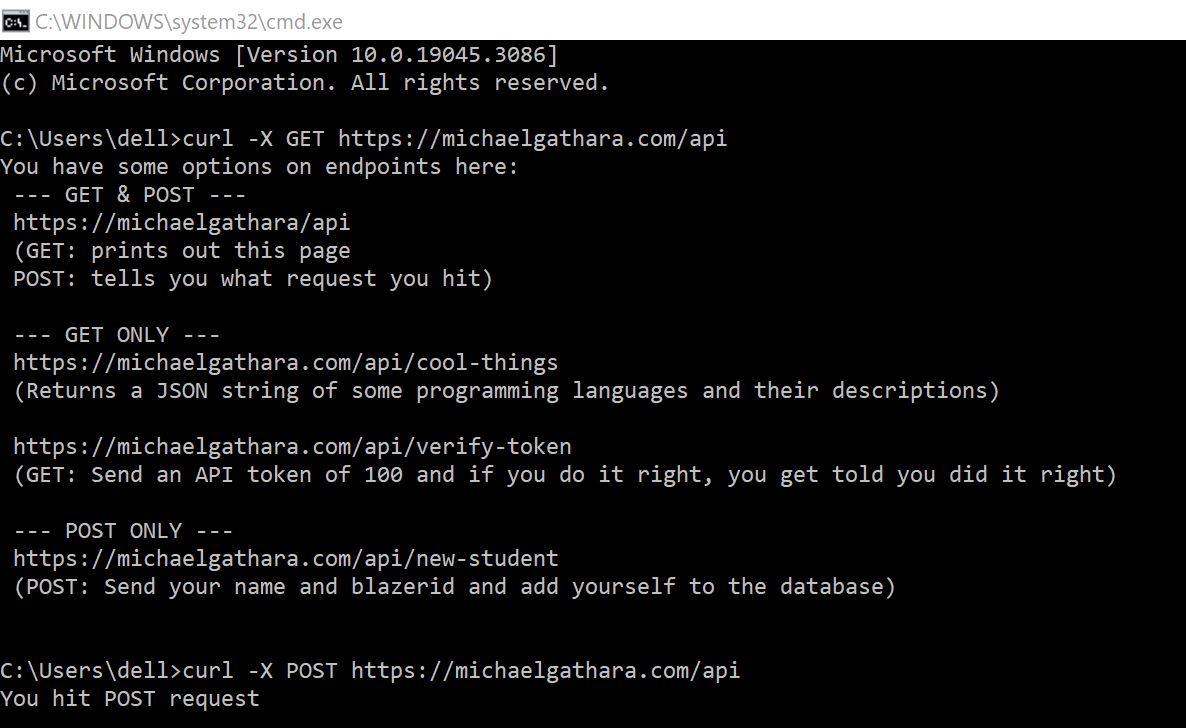 C:\WINDOWS\system32\cmd.exe
Microsoft Windows [Version 10.0.19045.3086]
(c) Microsoft Corporation. All rights reserved.
C:\Users\dell>curl -X GET https://michaelgathara.com/api
You have some options on endpoints here:
--- GET & POST ---
https://michaelgathara/api
(GET: prints out this page
POST: tells you what request you hit)
--- GET ONLY ---
https://michaelgathara.com/api/cool-things
(Returns a JSON string of some programming languages and their descriptions)
https://michaelgathara.com/api/verify-token
(GET: Send an API token of 100 and if you do it right, you get told you did it right)
--- POST ONLY ---
https://michaelgathara.com/api/new-student
(POST: Send your name and blazerid and add yourself to the database)
C:\Users\dell>curl -X POST https://michaelgathara.com/api
You hit POST request